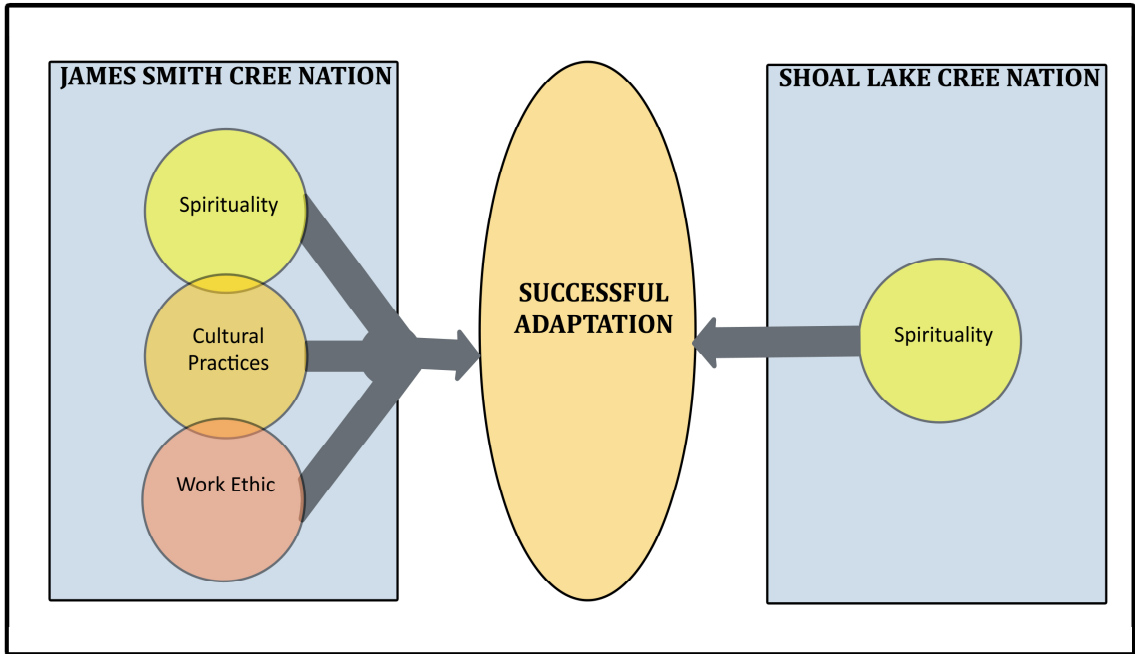 JAMES SMITH CREE NATION
Spirituality
Cultural
Practices
Work Ethic
SUCCESSFUL
ADAPTATION
SHOAL LAKE CREE NATION
Spirituality